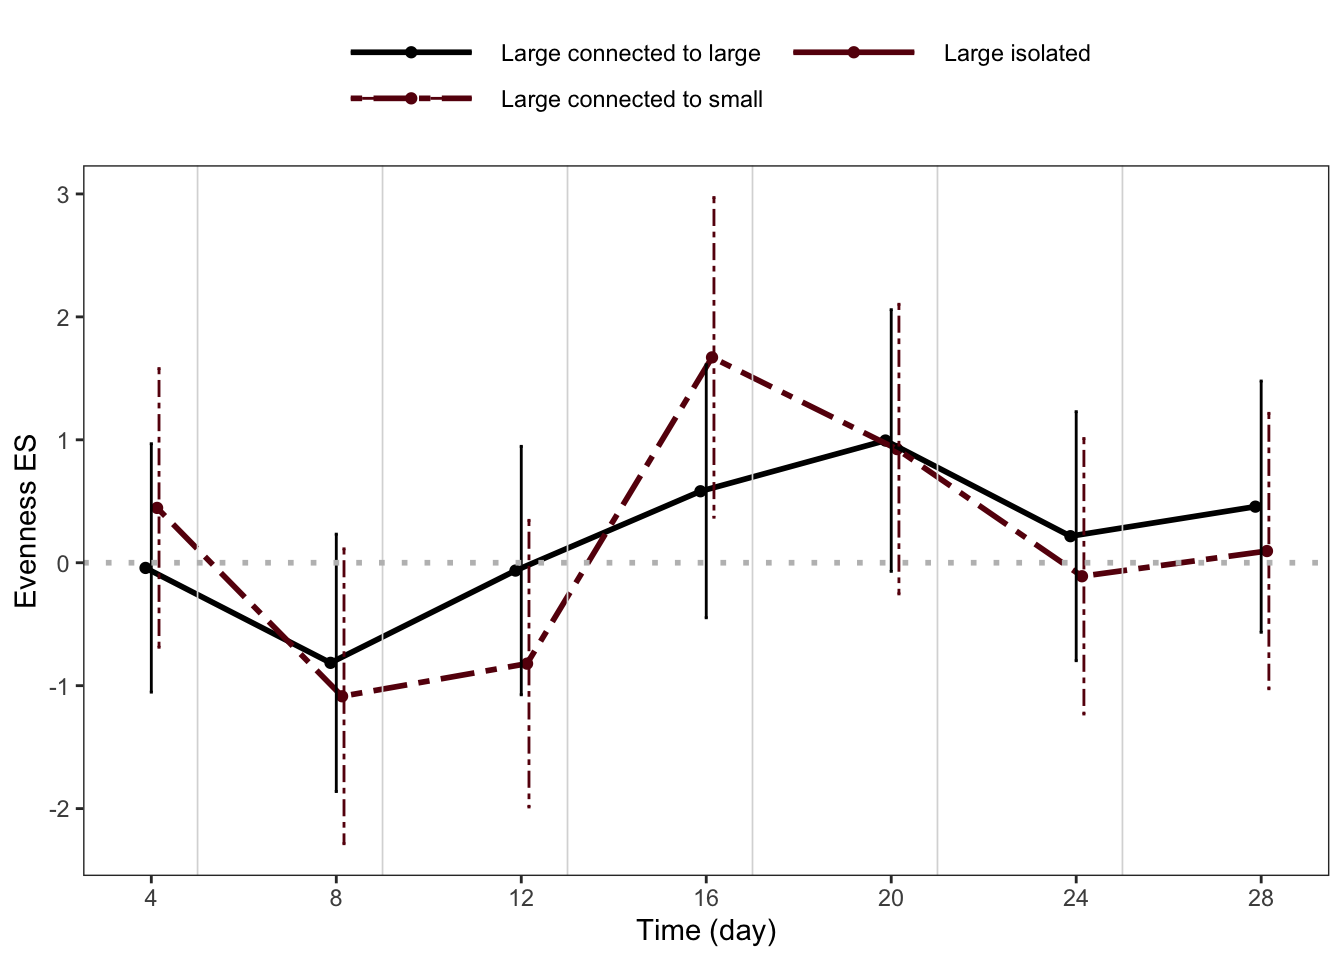 Large connected to large
Large isolated
Large connected to small
3
2
1
0
-1
-2
Evenness ES
4 8 12 16 20 24 28
Time (day)